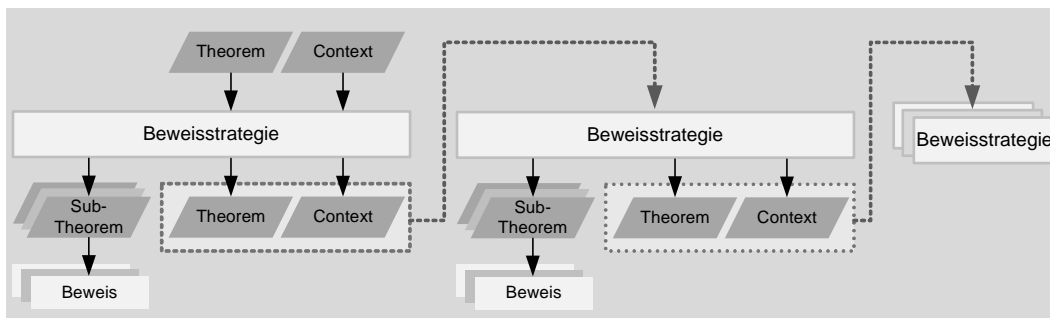 Theorem
Context
Beweisstrategie
Sub-
Theorem
Theorem
Context
Beweis
Beweisstrategie
Sub-
Theorem
Theorem
Context
Beweis
Beweisstrategie